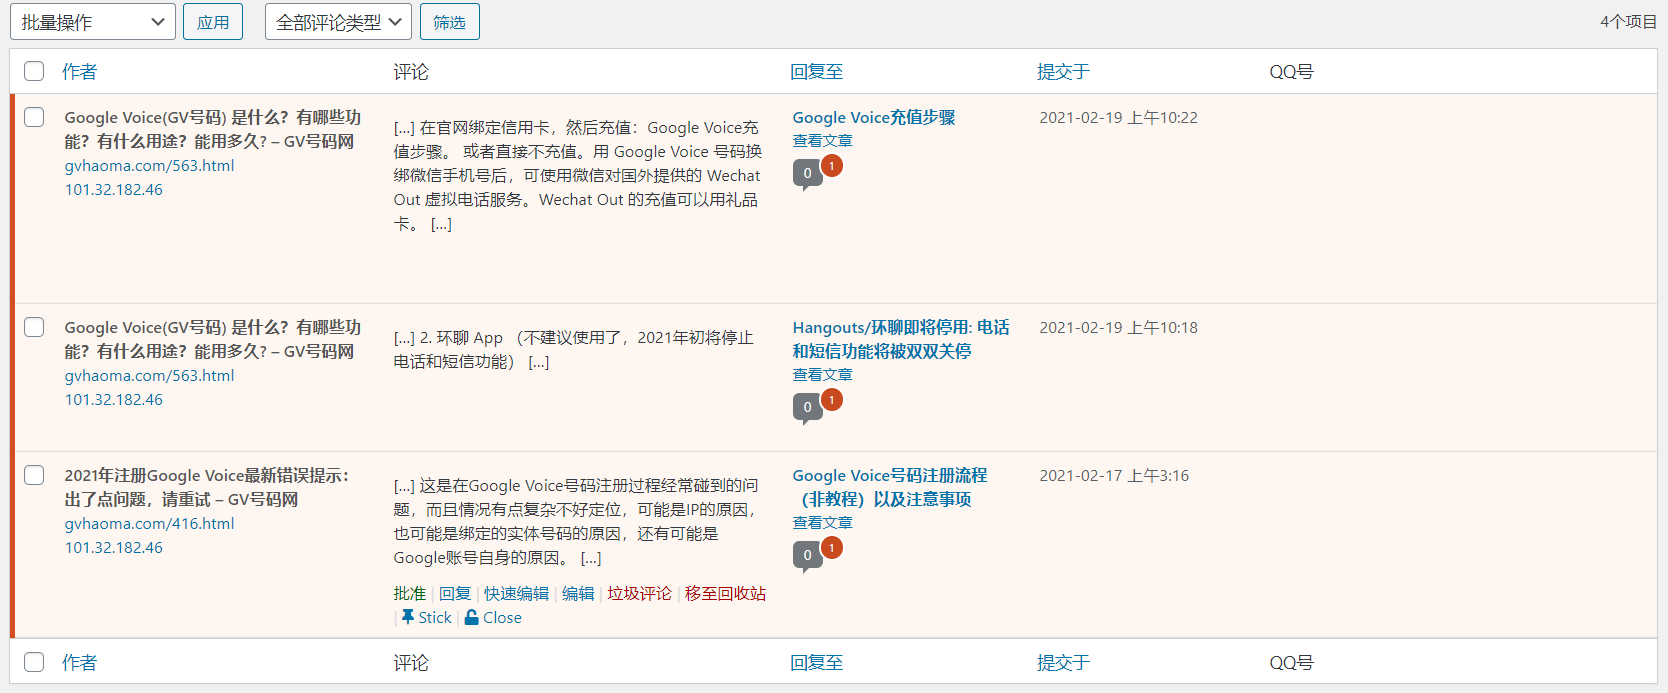 批量操作 应用 全部评论类型 筛选 4个项目
作者 评论 回复至 提交于 QQ号
Google Voice(GV号码) 是什么？有哪些功
能？有什么用途？能用多久? – GV号码网
gvhaoma.com/563.html
101.32.182.46
[...] 在官网绑定信用卡，然后充值：Google Voice充
值步骤。 或者直接不充值。用 Google Voice 号码换
绑微信手机号后，可使用微信对国外提供的 Wechat
Out 虚拟电话服务。Wechat Out 的充值可以用礼品
卡。 [...]
Google Voice充值步骤
查看文章
0 1
2021-02-19 上午10:22
Google Voice(GV号码) 是什么？有哪些功
能？有什么用途？能用多久? – GV号码网
gvhaoma.com/563.html
101.32.182.46
[...] 2. 环聊 App （不建议使用了，2021年初将停止
电话和短信功能） [...]
Hangouts/环聊即将停用: 电话
和短信功能将被双双关停
查看文章
0 1
2021-02-19 上午10:18
2021年注册Google Voice最新错误提示：
出了点问题，请重试 – GV号码网
gvhaoma.com/416.html
101.32.182.46
[...] 这是在Google Voice号码注册过程经常碰到的问
题，而且情况有点复杂不好定位，可能是IP的原因，
也可能是绑定的实体号码的原因，还有可能是
Google账号自身的原因。 [...]
批准 | 回复 | 快速编辑 | 编辑 | 垃圾评论 | 移至回收站
| Stick | Close
Google Voice号码注册流程
（非教程）以及注意事项
查看文章
0 1
2021-02-17 上午3:16
作者 评论 回复至 提交于 QQ号